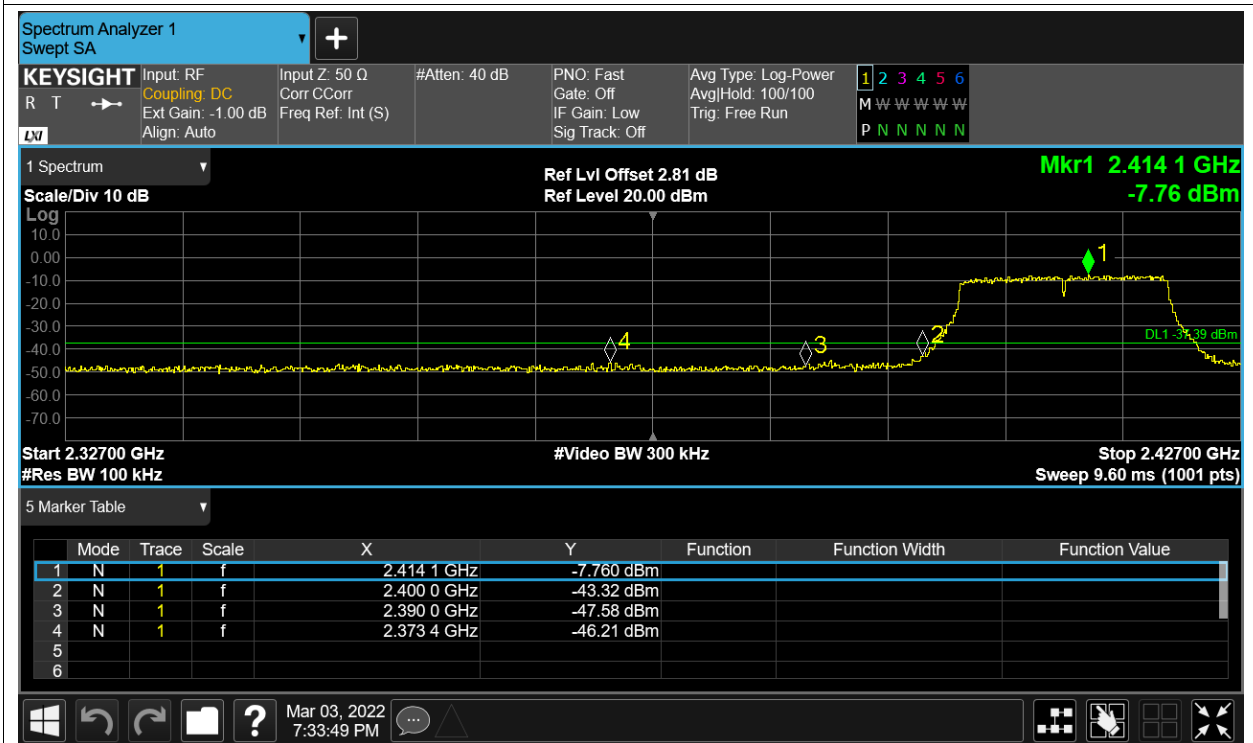 Spectrum Analyzer 1
Swept SA
KEYSIGHT
R T
LXI
Input: RF
Coupling: DC
Ext Gain: -1.00 dB
Align: Auto
Input Z: 50 Ω
Corr CCorr
Freq Ref: Int (S)
#Atten: 40 dB
PNO: Fast
Gate: Off
IF Gain: Low
Sig Track: Off
Avg Type: Log-Power
Avg|Hold: 100/100
Trig: Free Run
1 2 3 4 5 6
M W W W W W
P N N N N N
1 Spectrum
Scale/Div 10 dB
Ref Lvl Offset 2.81 dB
Ref Level 20.00 dBm
Mkr1 2.414 1 GHz
-7.76 dBm
Log
10.0
0.00
-10.0
-20.0
-30.0
-40.0
-50.0
-60.0
-70.0
1
2
3
4
DL1 -37.39 dBm
Start 2.32700 GHz
#Res BW 100 kHz
#Video BW 300 kHz
Stop 2.42700 GHz
Sweep 9.60 ms (1001 pts)
5 Marker Table
Mode Trace Scale X Y Function Function Width Function Value
1 N 1 f 2.414 1 GHz -7.760 dBm
2 N 1 f 2.400 0 GHz -43.32 dBm
3 N 1 f 2.390 0 GHz -47.58 dBm
4 N 1 f 2.373 4 GHz -46.21 dBm
5
6
?
Mar 03, 2022
7:33:49 PM